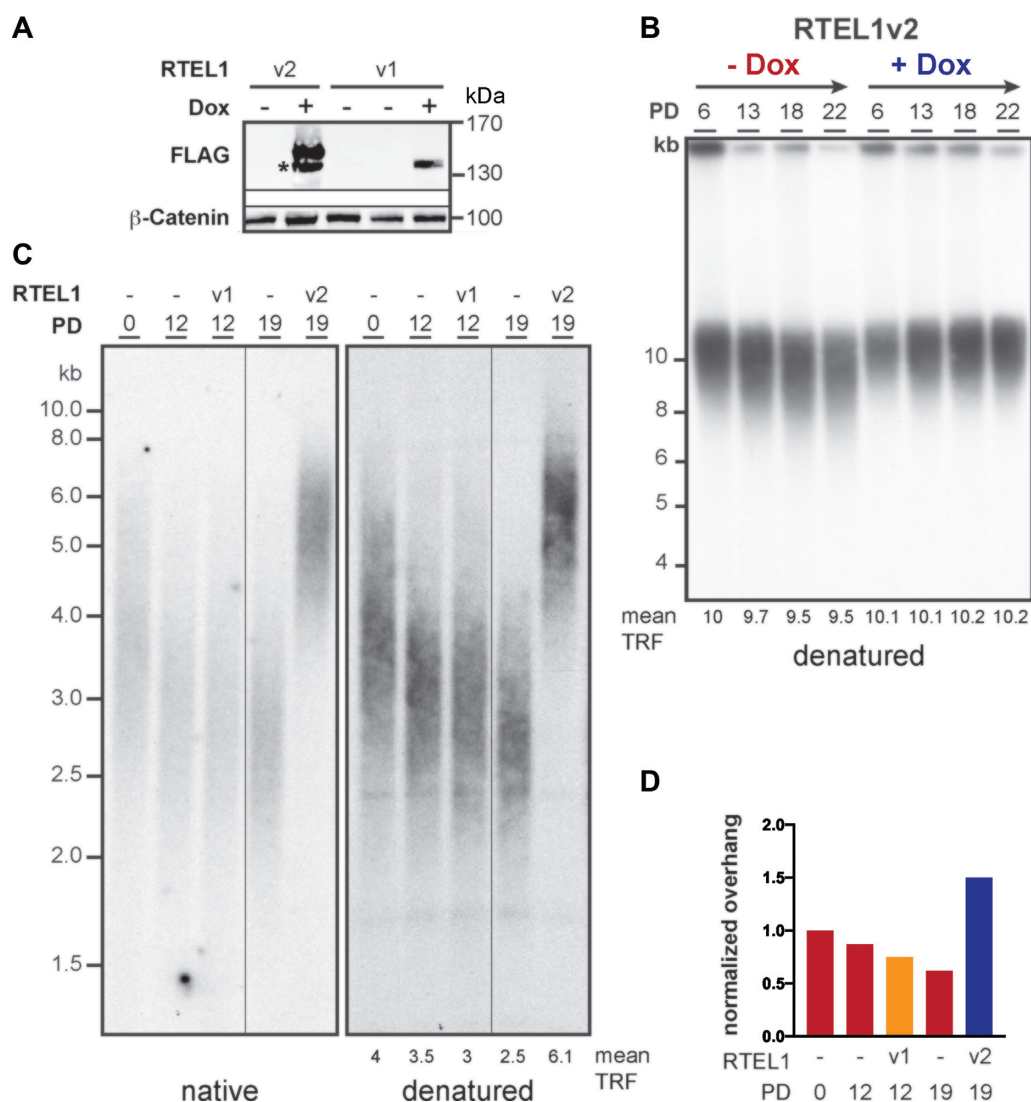 A
RTEL1 v2 v1
Dox - + - - + kDa
170
FLAG
*
130
β-Catenin
100
B
RTEL1v2
- Dox + Dox
PD 6 13 18 22 6 13 18 22
kb
10
8
6
5
4
mean TRF 10 9.7 9.5 9.5 10.1 10.1 10.2 10.2
denatured
C
RTEL1 - - v1 - v2 - - v1 - v2
PD 0 12 12 19 19 0 12 12 19 19
kb
10.0
8.0
6.0
5.0
4.0
3.0
2.5
2.0
1.5
4 3.5 3 2.5 6.1 mean TRF
native denatured
D
normalized overhang
2.0
1.5
1.0
0.5
0.0
RTEL1 - - v1 - v2
PD 0 12 12 19 19